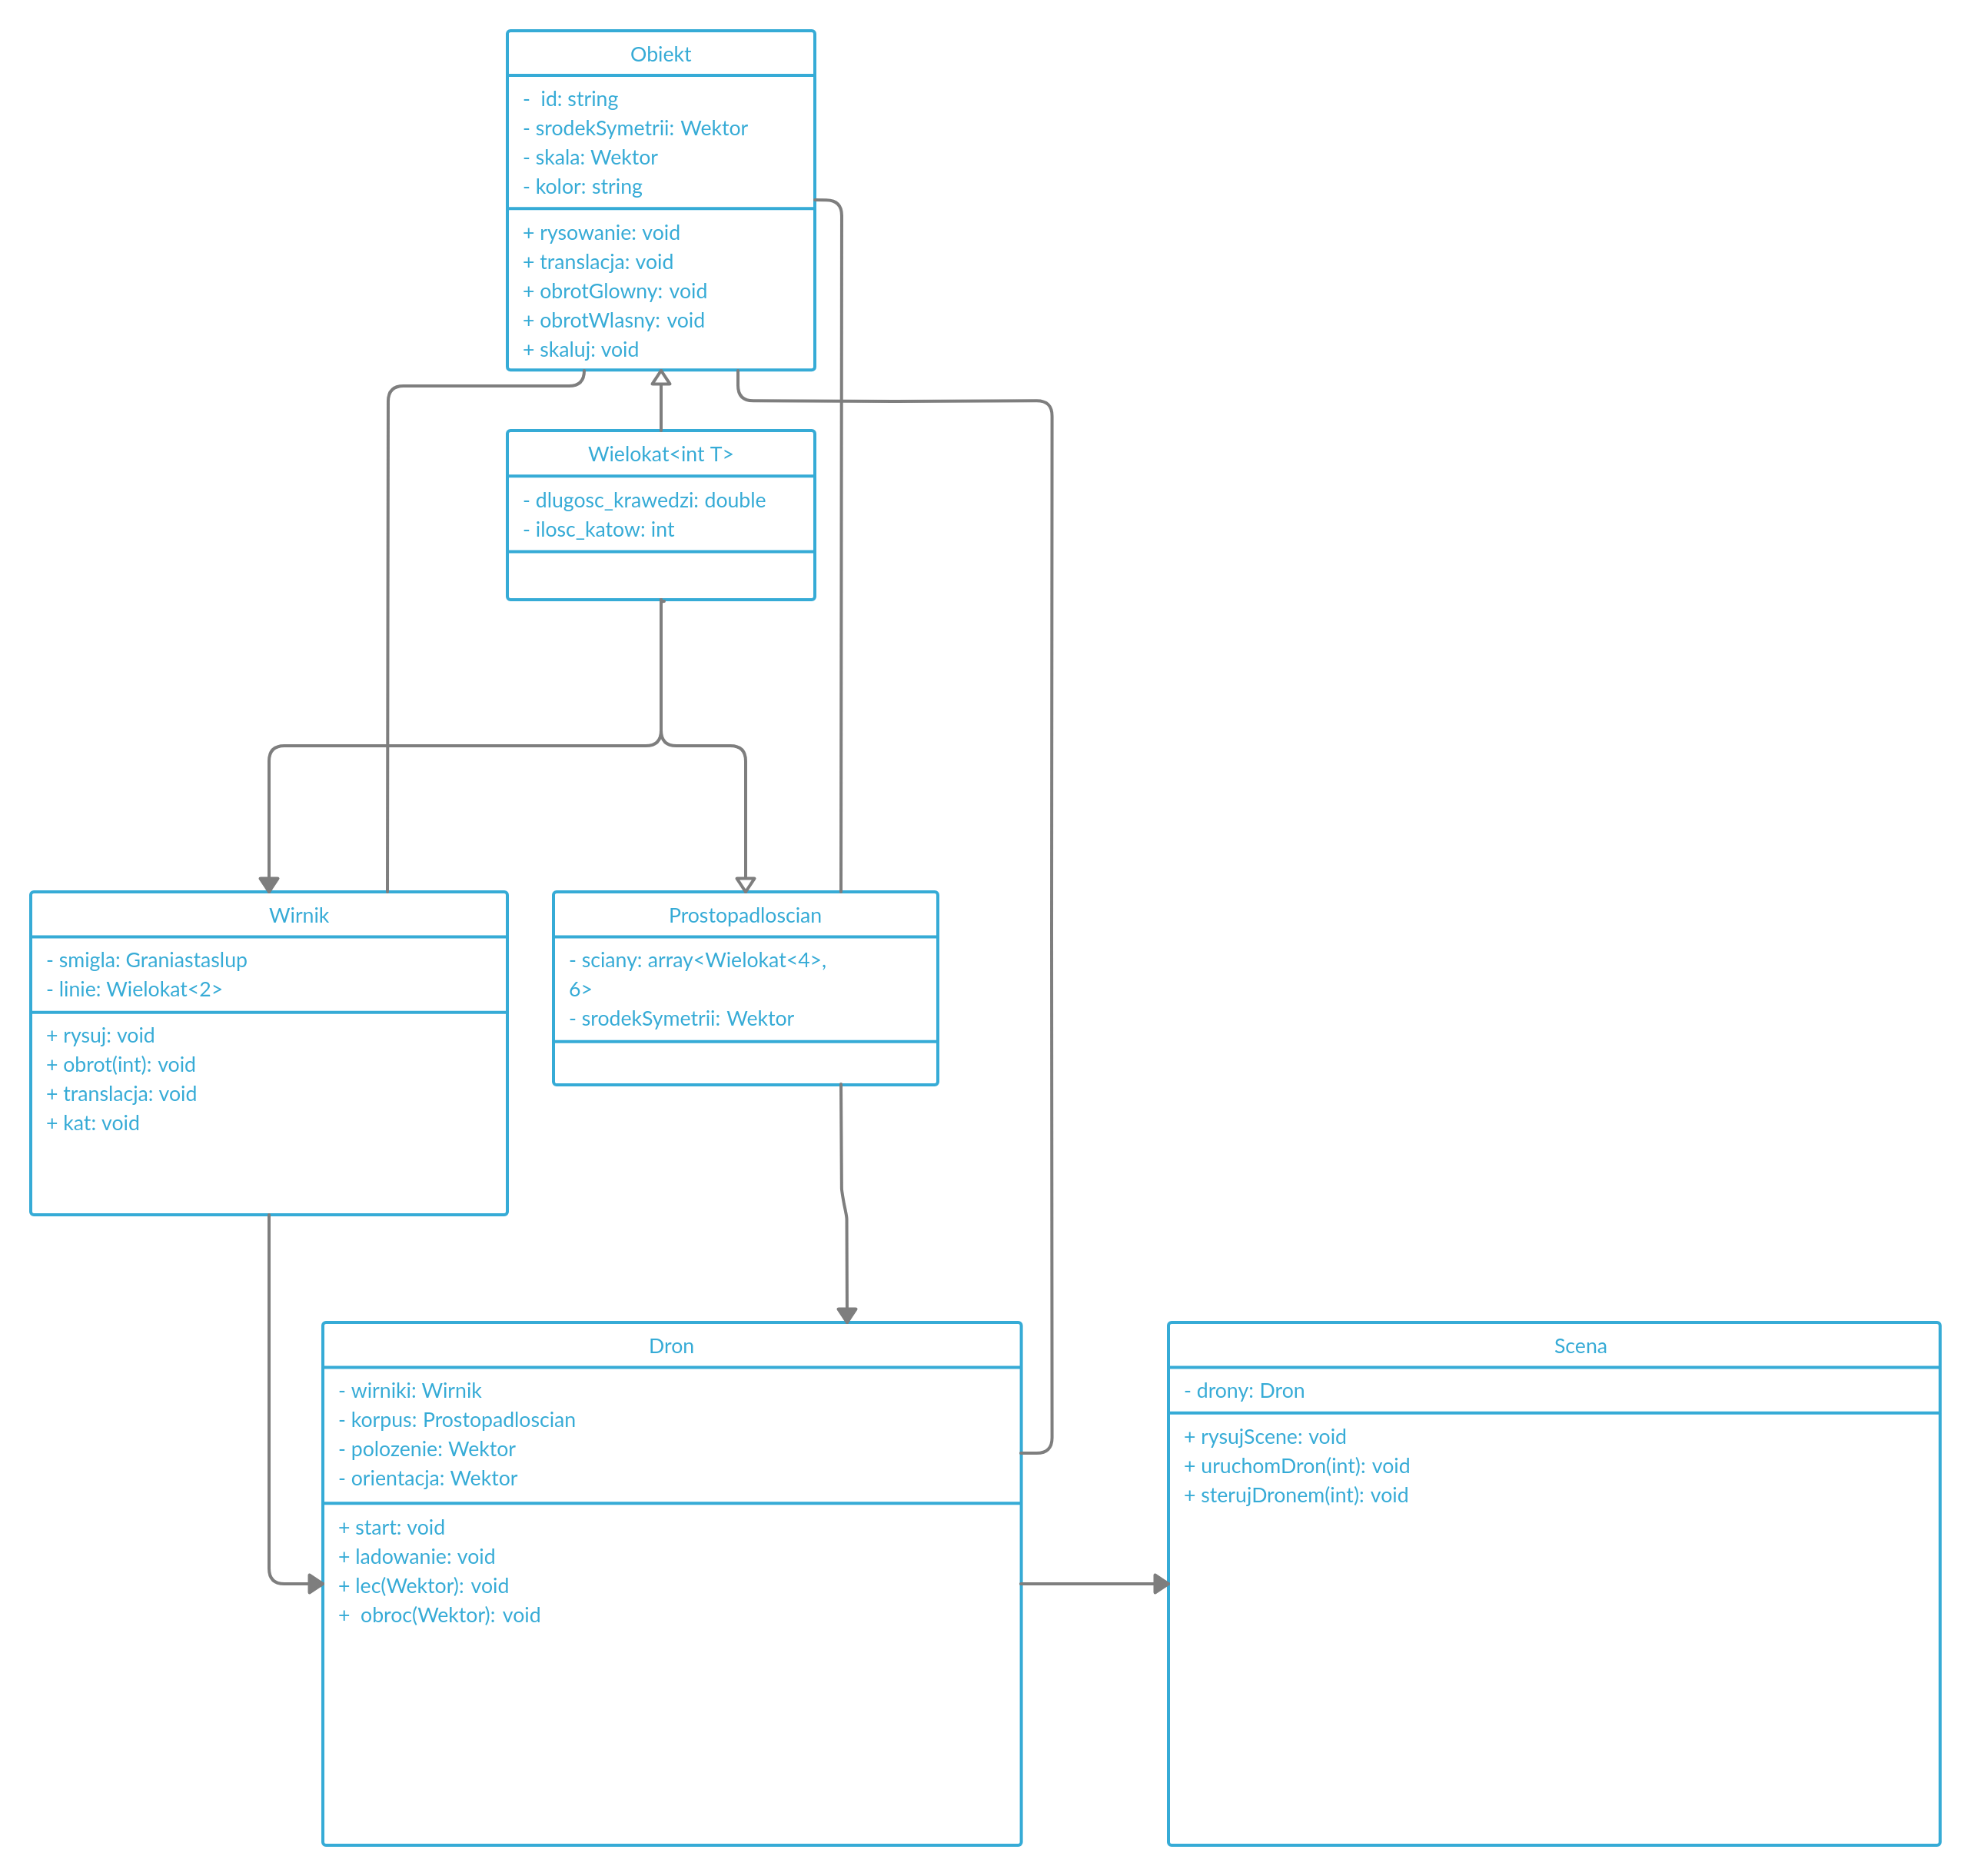 Obiekt
-  id: string
- srodekSymetrii: Wektor
- skala: Wektor
- kolor: string
+ rysowanie: void
+ translacja: void
+ obrotGlowny: void
+ obrotWlasny: void
+ skaluj: void
Wielokat<int T>
- dlugosc_krawedzi: double
- ilosc_katow: int
Wirnik
- smigla: Graniastaslup
- linie: Wielokat<2>
+ rysuj: void
+ obrot(int): void
+ translacja: void
+ kat: void
Prostopadloscian
- sciany: array<Wielokat<4>,
6>
- srodekSymetrii: Wektor
Dron
- wirniki: Wirnik
- korpus: Prostopadloscian
- polozenie: Wektor
- orientacja: Wektor
+ start: void
+ ladowanie: void
+ lec(Wektor): void
+  obroc(Wektor): void
Scena
- drony: Dron
+ rysujScene: void
+ uruchomDron(int): void
+ sterujDronem(int): void